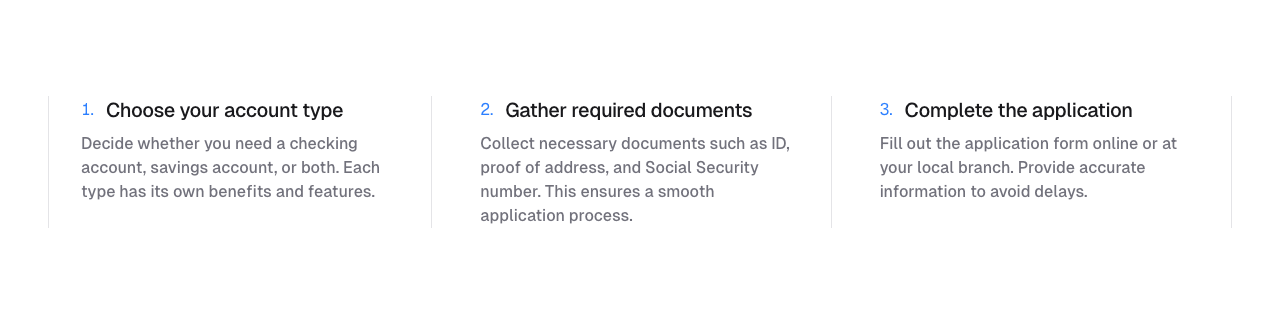 1. Choose your account type
Decide whether you need a checking
account, savings account, or both. Each
type has its own benefits and features.
2. Gather required documents
Collect necessary documents such as ID,
proof of address, and Social Security
number. This ensures a smooth
application process.
3. Complete the application
Fill out the application form online or at
your local branch. Provide accurate
information to avoid delays.